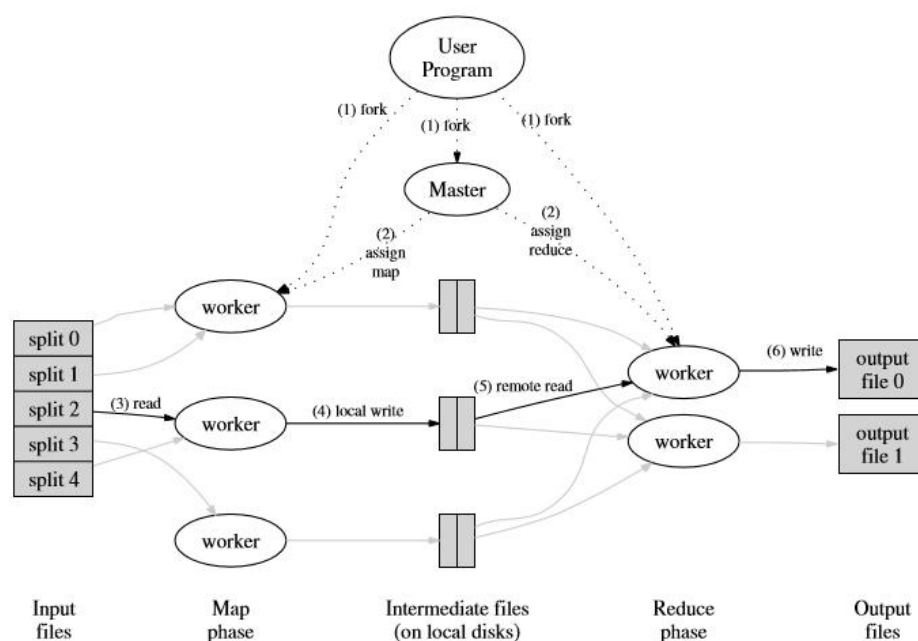 User
Program
(1) fork
(1) fork
(1) fork
Master
(2)
assign
map
(2)
assign
reduce
worker
split 0
split 1
split 2
split 3
split 4
(3) read
worker
(4) local write
(5) remote read
worker
(6) write
output
file 0
worker
output
file 1
worker
Input
files
Map
phase
Intermediate files
(on local disks)
Reduce
phase
Output
files